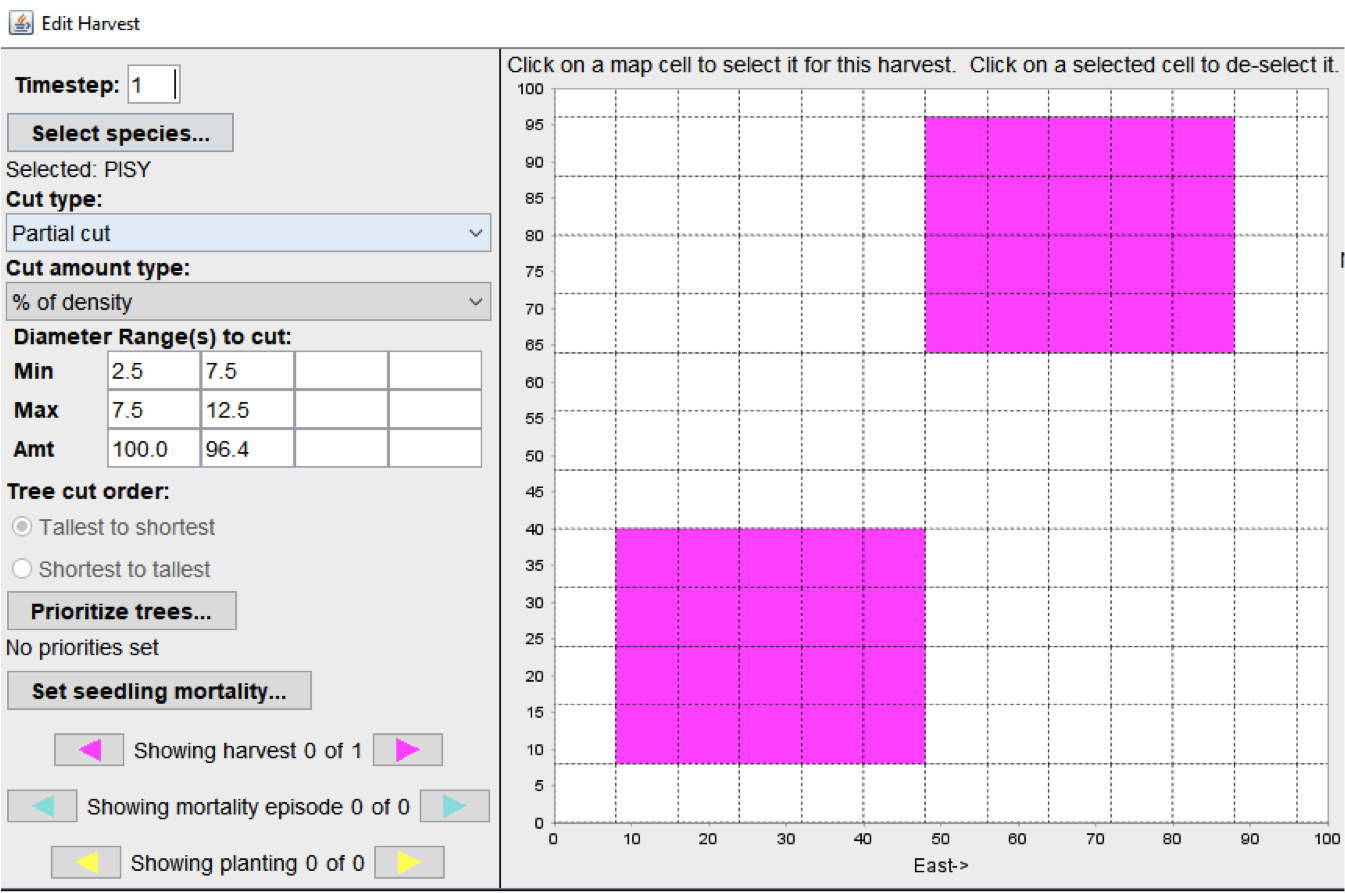 Edit Harvest
Timestep: 1
Select species...
Selected: PISY
Cut type:
Partial cut
Cut amount type:
% of density
Diameter Range(s) to cut:
Min 2.5 7.5
Max 7.5 12.5
Amt 100.0 96.4
Tree cut order:
Tallest to shortest
Shortest to tallest
Prioritize trees...
No priorities set
Set seedling mortality...
Showing harvest 0 of 1
Showing mortality episode 0 of 0
Showing planting 0 of 0
Click on a map cell to select it for this harvest. Click on a selected cell to de-select it.
100
95
90
85
80
75
70
65
60
55
50
45
40
35
30
25
20
15
10
5
0
0 10 20 30 40 50 60 70 80 90 100
East->